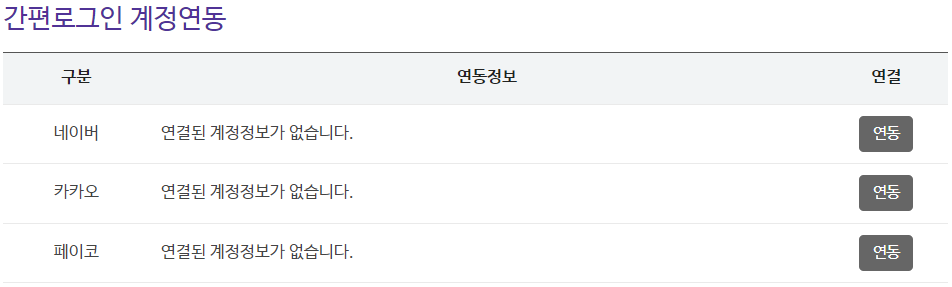 간편로그인 계정연동
구분 연동정보 연결
네이버 연결된 계정정보가 없습니다. 연동
카카오 연결된 계정정보가 없습니다. 연동
페이코 연결된 계정정보가 없습니다. 연동